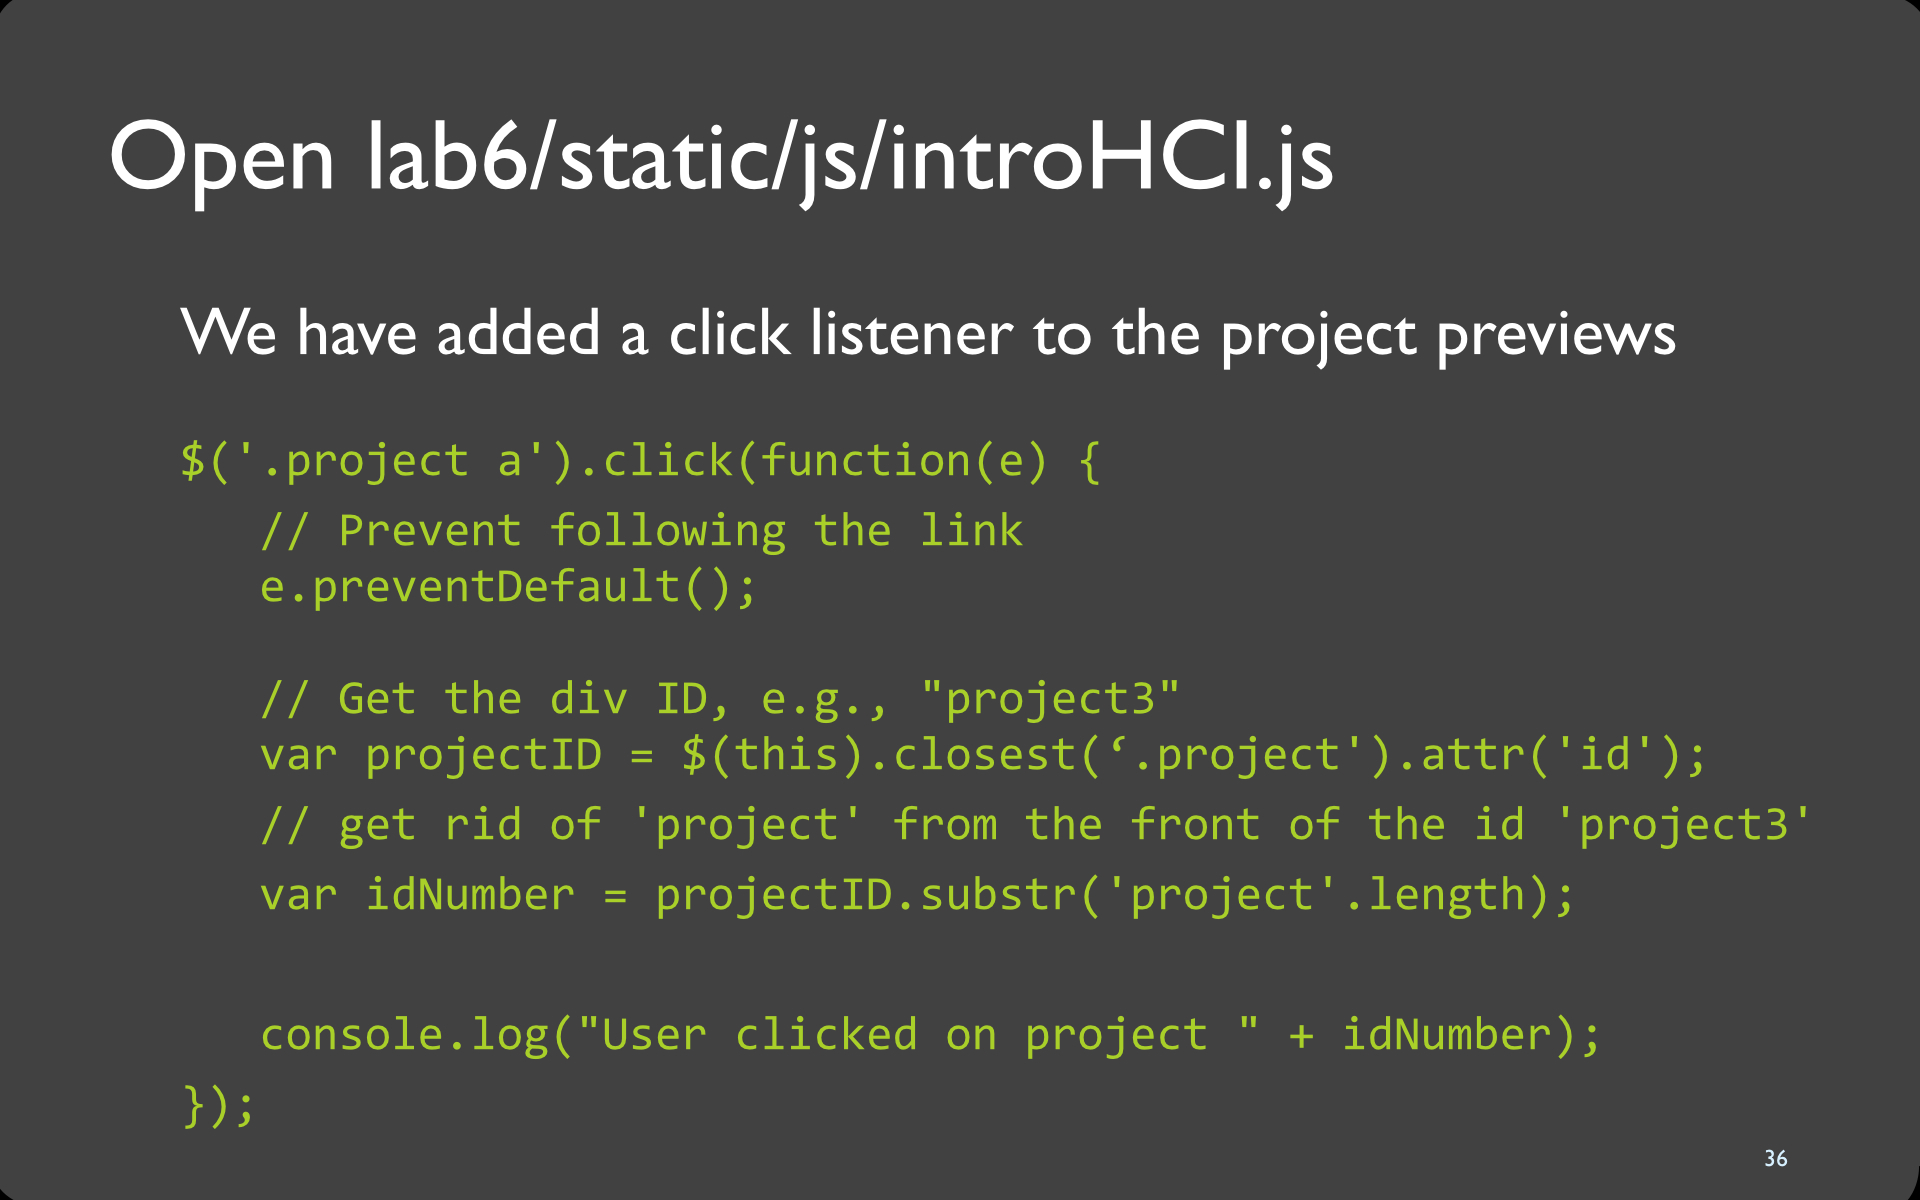 Open lab6/static/js/introHCI.js
We have added a click listener to the project previews
$('.project a').click(function(e) {
// Prevent following the link
e.preventDefault();
// Get the div ID, e.g., "project3"
var projectID = $(this).closest(‘.project').attr('id');
// get rid of 'project' from the front of the id 'project3'
var idNumber = projectID.substr('project'.length);
console.log("User clicked on project " + idNumber);
});
36